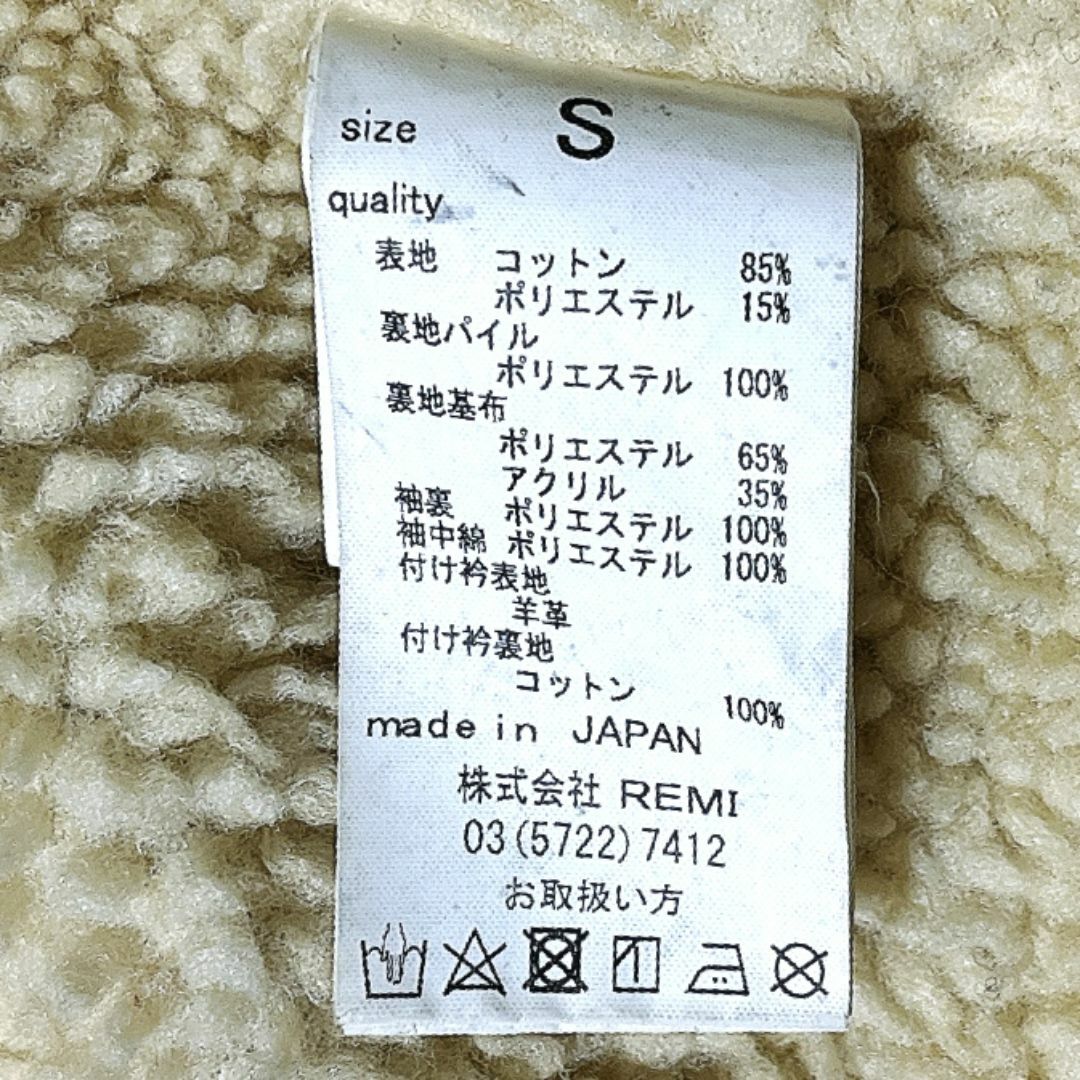 size S
quality
表地 コットン 85%
ポリエステル 15%
裏地パイル
ポリエステル 100%
裏地基布
ポリエステル 65%
アクリル 35%
袖裏 ポリエステル 100%
袖中綿 ポリエステル 100%
付け衿表地
羊革
付け衿裏地
コットン 100%
made in JAPAN
株式会社 REMI
03(5722)7412
お取扱い方